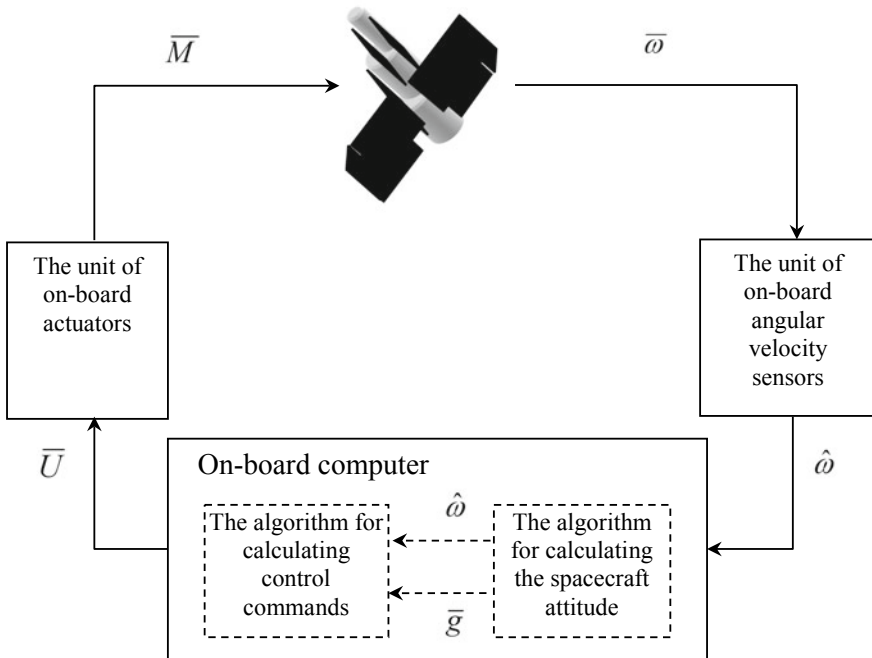 M̅
ω̅
The unit of
on-board
actuators
The unit of
on-board
angular
velocity
sensors
U̅
ω̂
On-board computer
The algorithm for
calculating
control
commands
ω̂
g̅
The algorithm
for calculating
the spacecraft
attitude